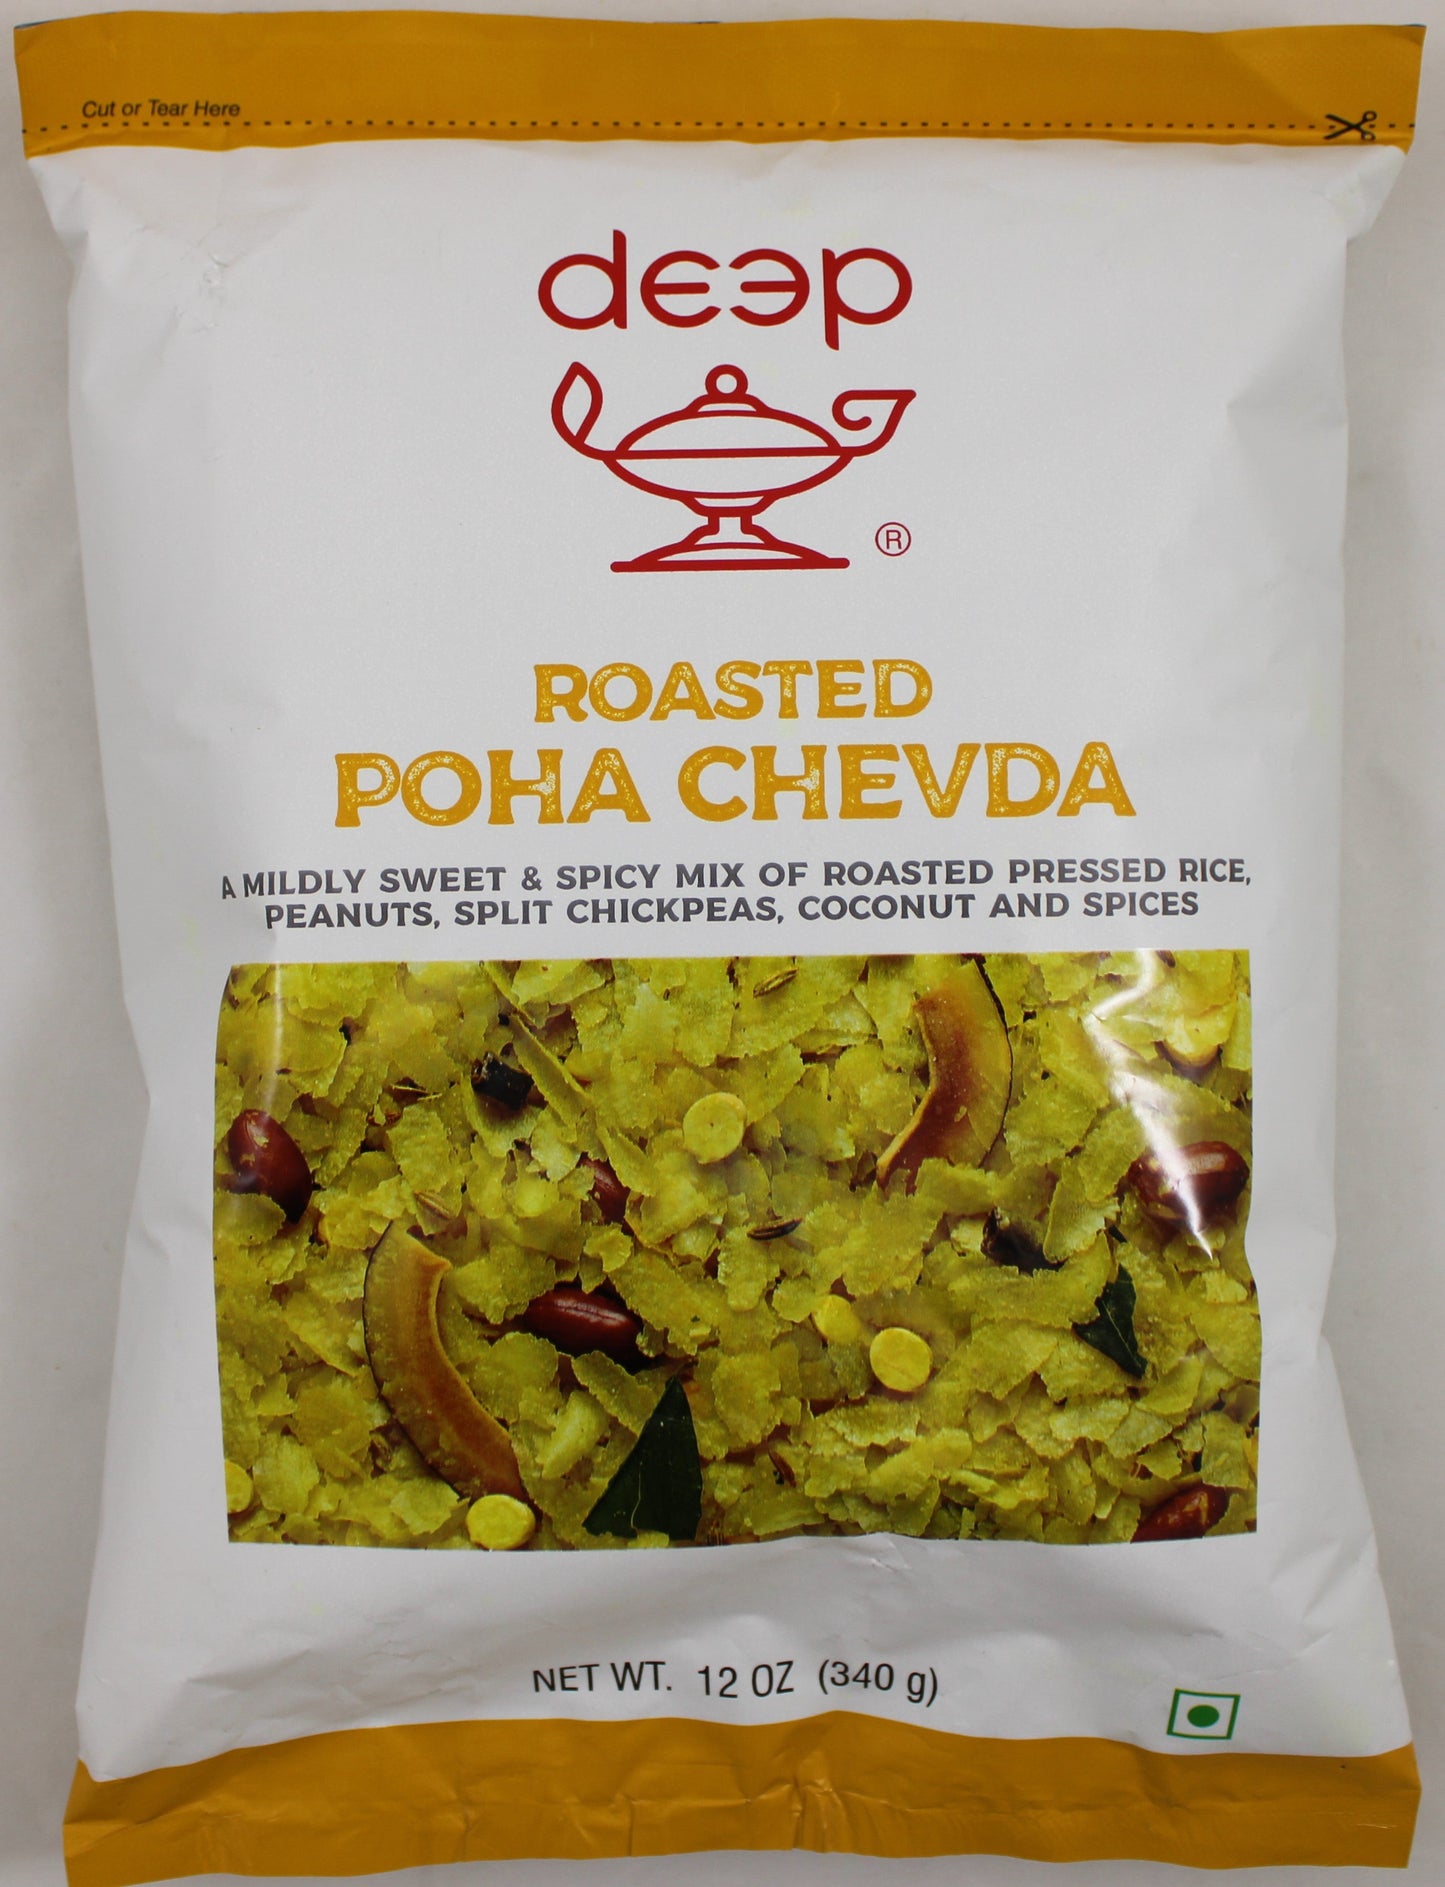 Cut or Tear Here
deep
®
ROASTED
POHA CHEVDA
A MILDLY SWEET & SPICY MIX OF ROASTED PRESSED RICE,
PEANUTS, SPLIT CHICKPEAS, COCONUT AND SPICES
NET WT. 12 OZ (340 g)